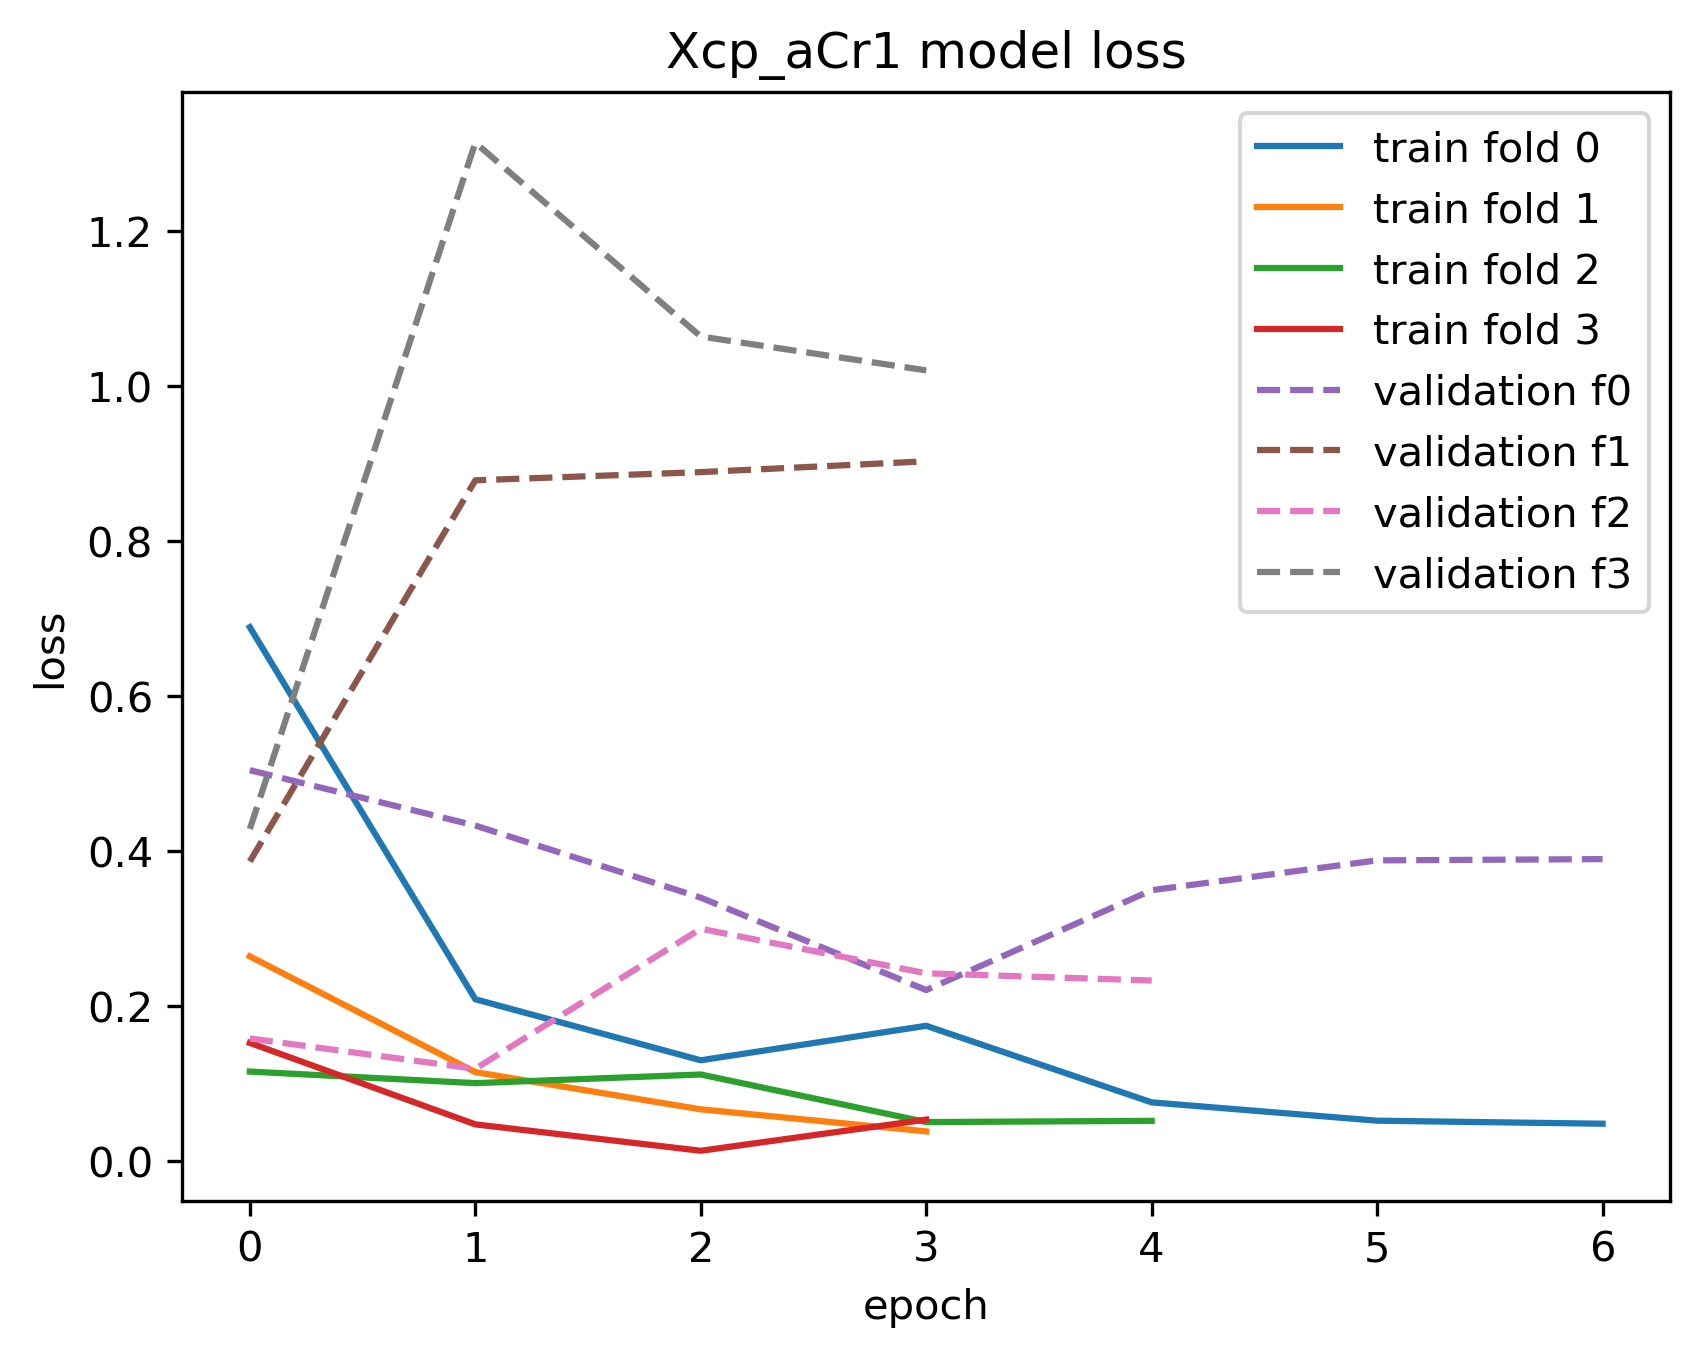 Xcp_aCr1 model loss
train fold 0
train fold 1
train fold 2
train fold 3
validation f0
validation f1
validation f2
validation f3
loss
1.2
1.0
0.8
0.6
0.4
0.2
0.0
0 1 2 3 4 5 6
epoch